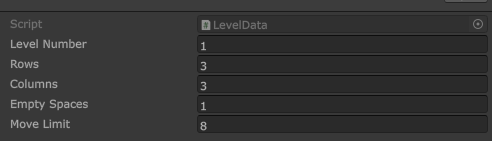 Script LevelData
Level Number 1
Rows 3
Columns 3
Empty Spaces 1
Move Limit 8